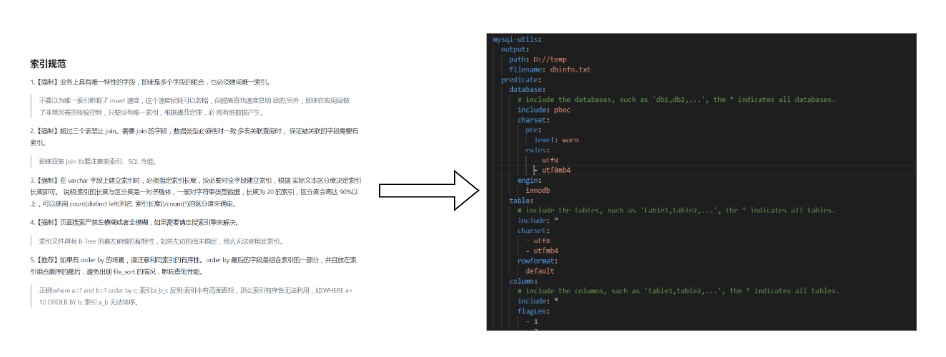 索引规范
1.【强制】业务上具有唯一特性的字段，即使是多个字段的组合，也必须建成唯一索引。
不要以为唯一索引影响了 insert 速度，这个速度损耗可以忽略，但提高查找速度是明显的;另外，即使在应用层做
了非常完善的校验控制，只要没有唯一索引，根据墨菲定律，必 然有脏数据产生。
2.【强制】超过三个表禁止 join。需要 join 的字段，数据类型必须绝对一致;多表关联查询时， 保证被关联的字段需要有
索引。
即使双表 join 也要注意表索引、SQL 性能。
3.【强制】在 varchar 字段上建立索引时，必须指定索引长度，没必要对全字段建立索引，根据 实际文本区分度决定索引
长度即可。 说明:索引的长度与区分度是一对矛盾体，一般对字符串类型数据，长度为 20 的索引，区分度会高达 90%以
上，可以使用 count(distinct left(列名, 索引长度))/count(*)的区分度来确定。
4.【强制】页面搜索严禁左模糊或者全模糊，如果需要请走搜索引擎来解决。
索引文件具有 B-Tree 的最左前缀匹配特性，如果左边的值未确定，那么无法使用此索引。
5.【推荐】如果有 order by 的场景，请注意利用索引的有序性。order by 最后的字段是组合索引的一部分，并且放在索
引组合顺序的最后，避免出现 file_sort 的情况，影响查询性能。
正例:where a=? and b=? order by c; 索引:a_b_c 反例:索引中有范围查找，那么索引有序性无法利用，如:WHERE a>
10 ORDER BY b; 索引 a_b 无法排序。
mysql-utils:
output:
path: D://temp
filename: dbinfo.txt
predicate:
database:
# include the databases, such as 'db1,db2,...', the * indicates all databases.
include: pboc
charset:
pre:
level: warn
rules:
utf8
- utf8mb4
engin:
innodb
table:
# include the tables, such as 'table1,table2,...', the * indicates all tables.
include: *
charset:
- utf8
- utfmb4
rowformat:
default
column:
# include the columns, such as 'table1,table2,...', the * indicates all tables.
include: *
flagien:
- 1